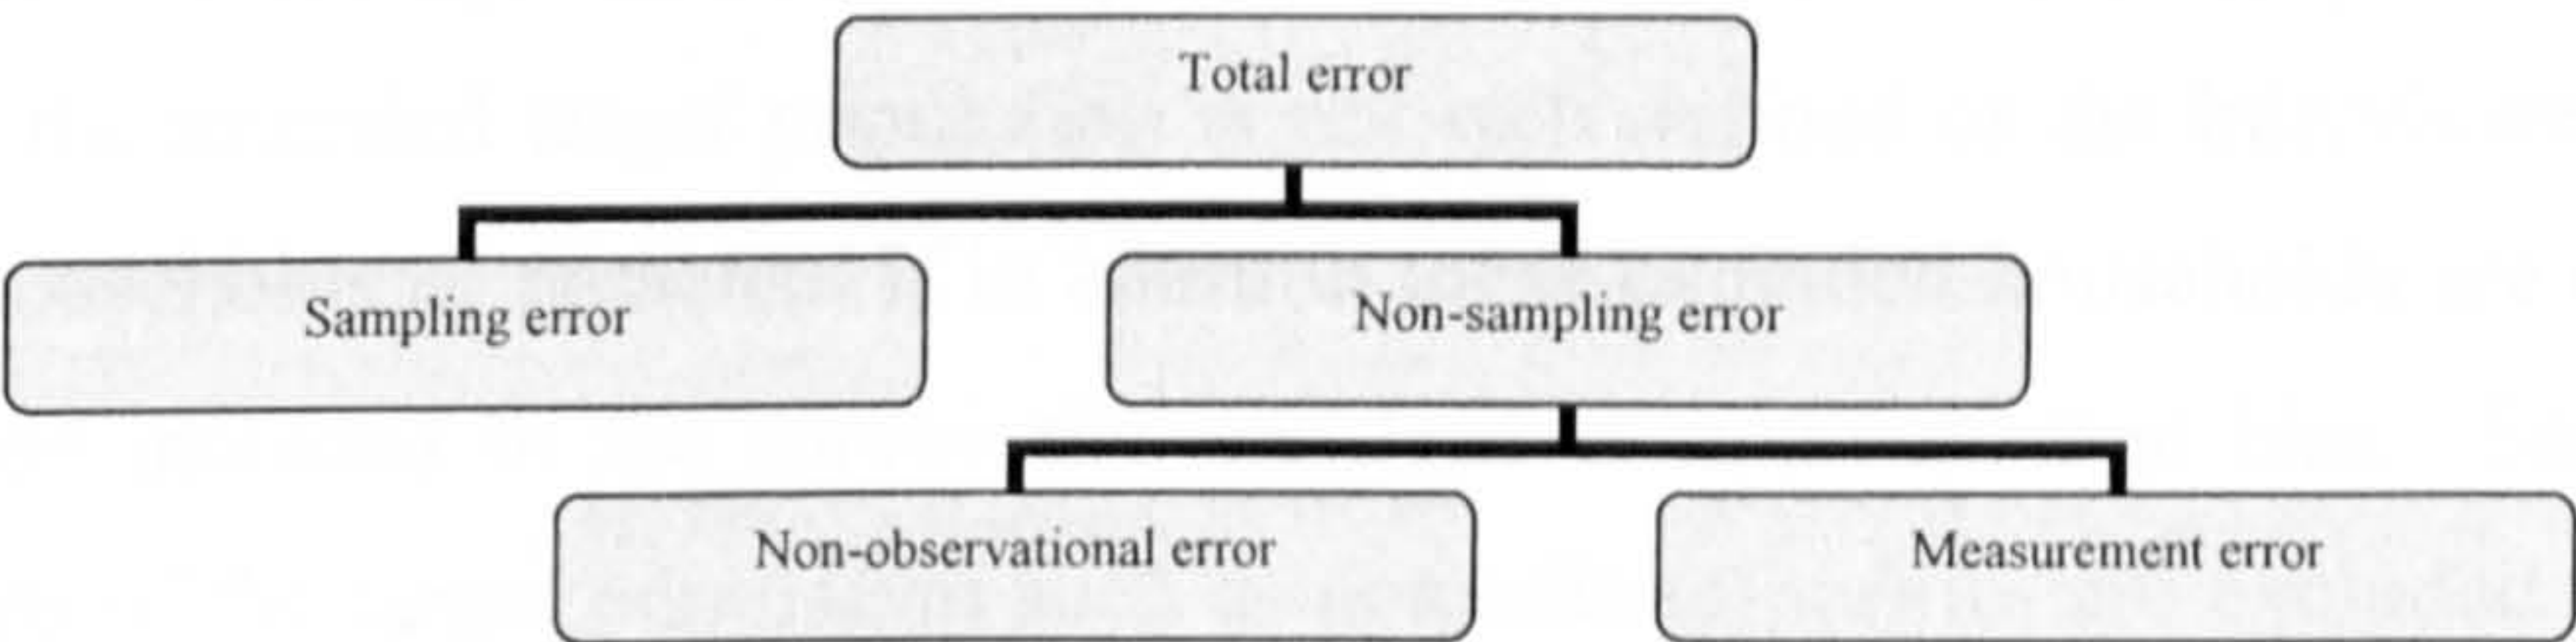 Total error
Sampling error
Non-sampling error
Non-observational error
Measurement error